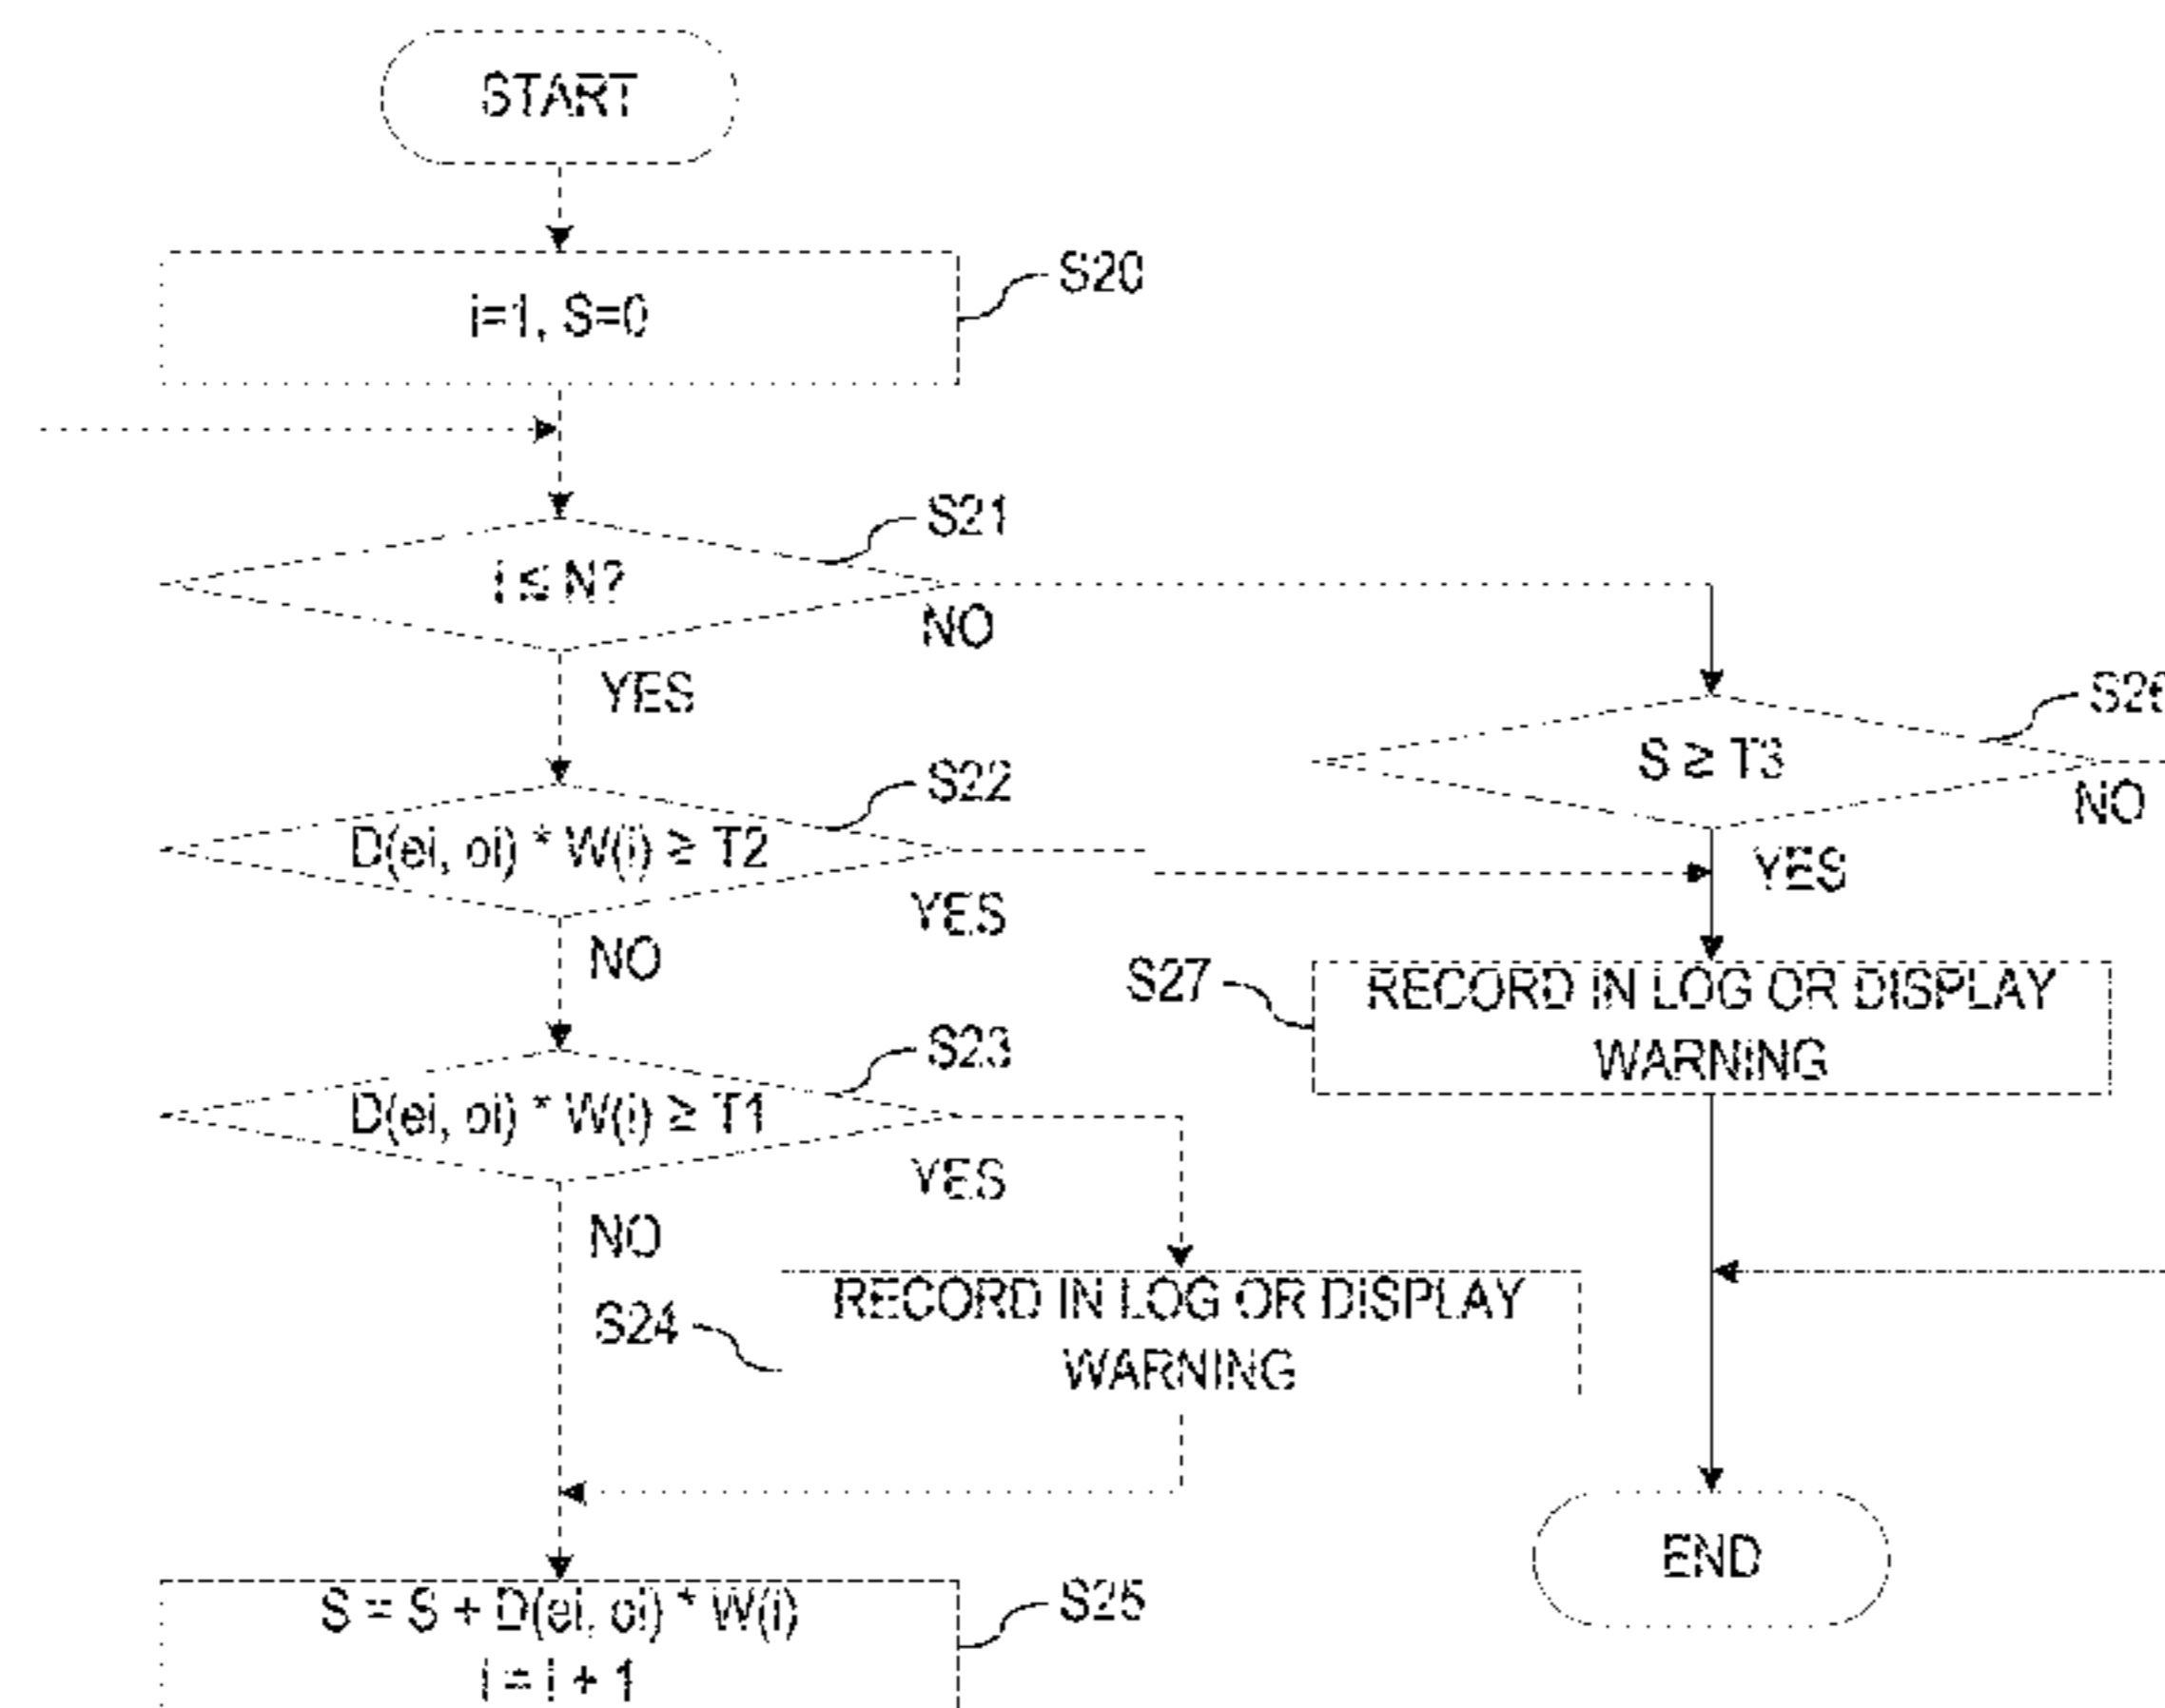 START
i=1, S=0
S20
i ≤ N?
S21
NO
YES
S ≥ T3
NO
YES
D(ei, oi) * W(i) ≥ T2
S22
YES
NO
S27
RECORD IN LOG OR DISPLAY
WARNING
D(ei, oi) * W(i) ≥ T1
S23
YES
NO
S24
RECORD IN LOG OR DISPLAY
WARNING
END
S = S + D(ei, oi) * W(i)
i = i + 1
S25